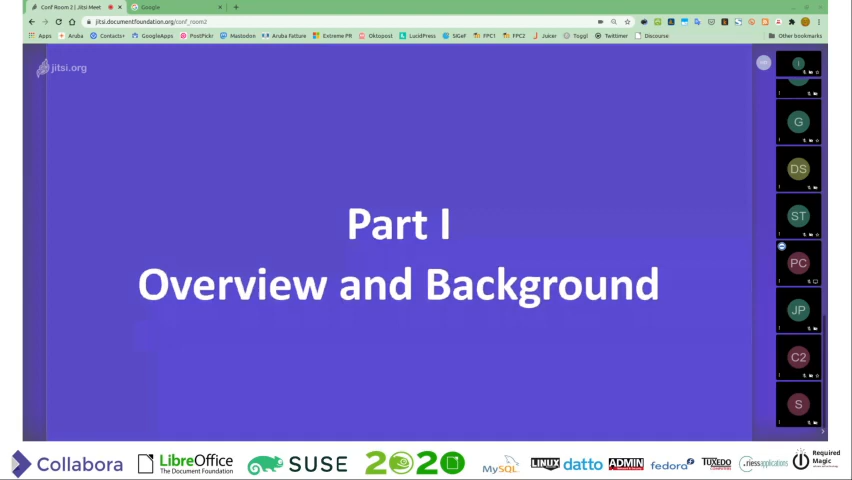 Conf Room 2 | Jitsi Meet
Google
jitsi.documentfoundation.org/conf_room2
Apps Aruba Contacts+ GoogleApps PostPickr Mastodon Aruba Fatture Extreme PR Oktopost LucidPress SIGeF FPC1 FPC2 Juker Toggl Twittimer Discourse Other bookmarks
jitsi.org
I
G
DS
ST
PC
JP
C2
S
Part I
Overview and Background
Collabora
LibreOffice
The Document Foundation
SUSE
2020
MySQL
LINUX
datto
ADMIN
fedora
TUXEDO
riessapplications
Required
Magic